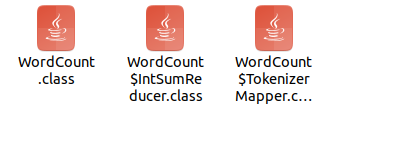 WordCount
.class
WordCount
$IntSumRe
ducer.class
WordCount
$Tokenizer
Mapper.c…